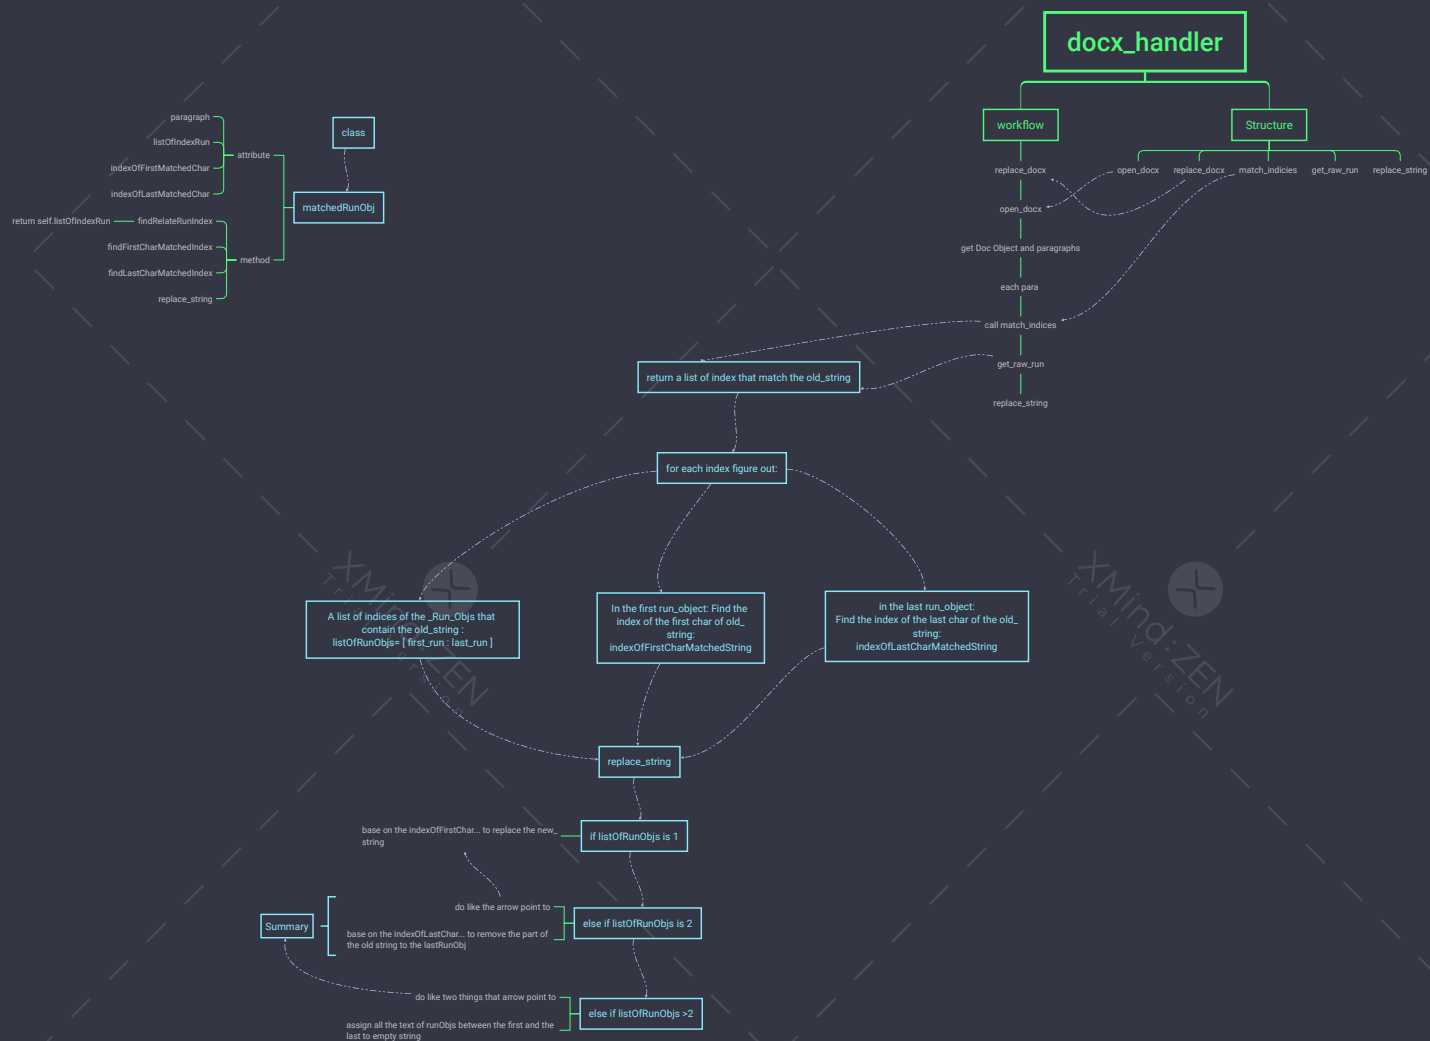 docx_handler
workflow
Structure
replace_docx
open_docx
get Doc Object and paragraphs
each para
call match_indices
get_raw_run
replace_string
open_docx
replace_docx
match_indicies
get_raw_run
replace_string
class
matchedRunObj
attribute
paragraph
listOfIndexRun
indexOfFirstMatchedChar
indexOfLastMatchedChar
method
return self.listOfIndexRun
findRelateRunIndex
findFirstCharMatchedIndex
findLastCharMatchedIndex
replace_string
return a list of index that match the old_string
for each index figure out:
A list of indices of the _Run_Objs that
contain the old_string :
listOfRunObjs= [ first_run : last_run ]
In the first run_object: Find the
index of the first char of old_
string:
indexOfFirstCharMatchedString
in the last run_object:
Find the index of the last char of the old_
string:
indexOfLastCharMatchedString
replace_string
if listOfRunObjs is 1
base on the indexOfFirstChar... to replace the new_
string
else if listOfRunObjs is 2
do like the arrow point to
base on the indexOfLastChar... to remove the part of
the old string to the lastRunObj
Summary
else if listOfRunObjs >2
do like two things that arrow point to
assign all the text of runObjs between the first and the
last to empty string
XMind:ZEN
Trial Version
XMind:ZEN
Trial Version